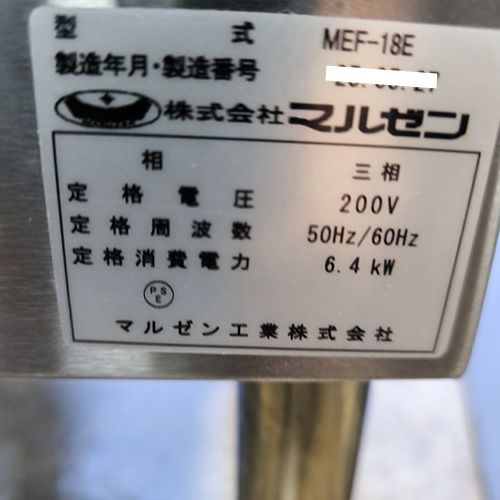 型式 MEF-18E
製造年月・製造番号
株式会社マルゼン
相 三相
定格電圧 200V
定格周波数 50Hz/60Hz
定格消費電力 6.4kW
PSE
マルゼン工業株式会社